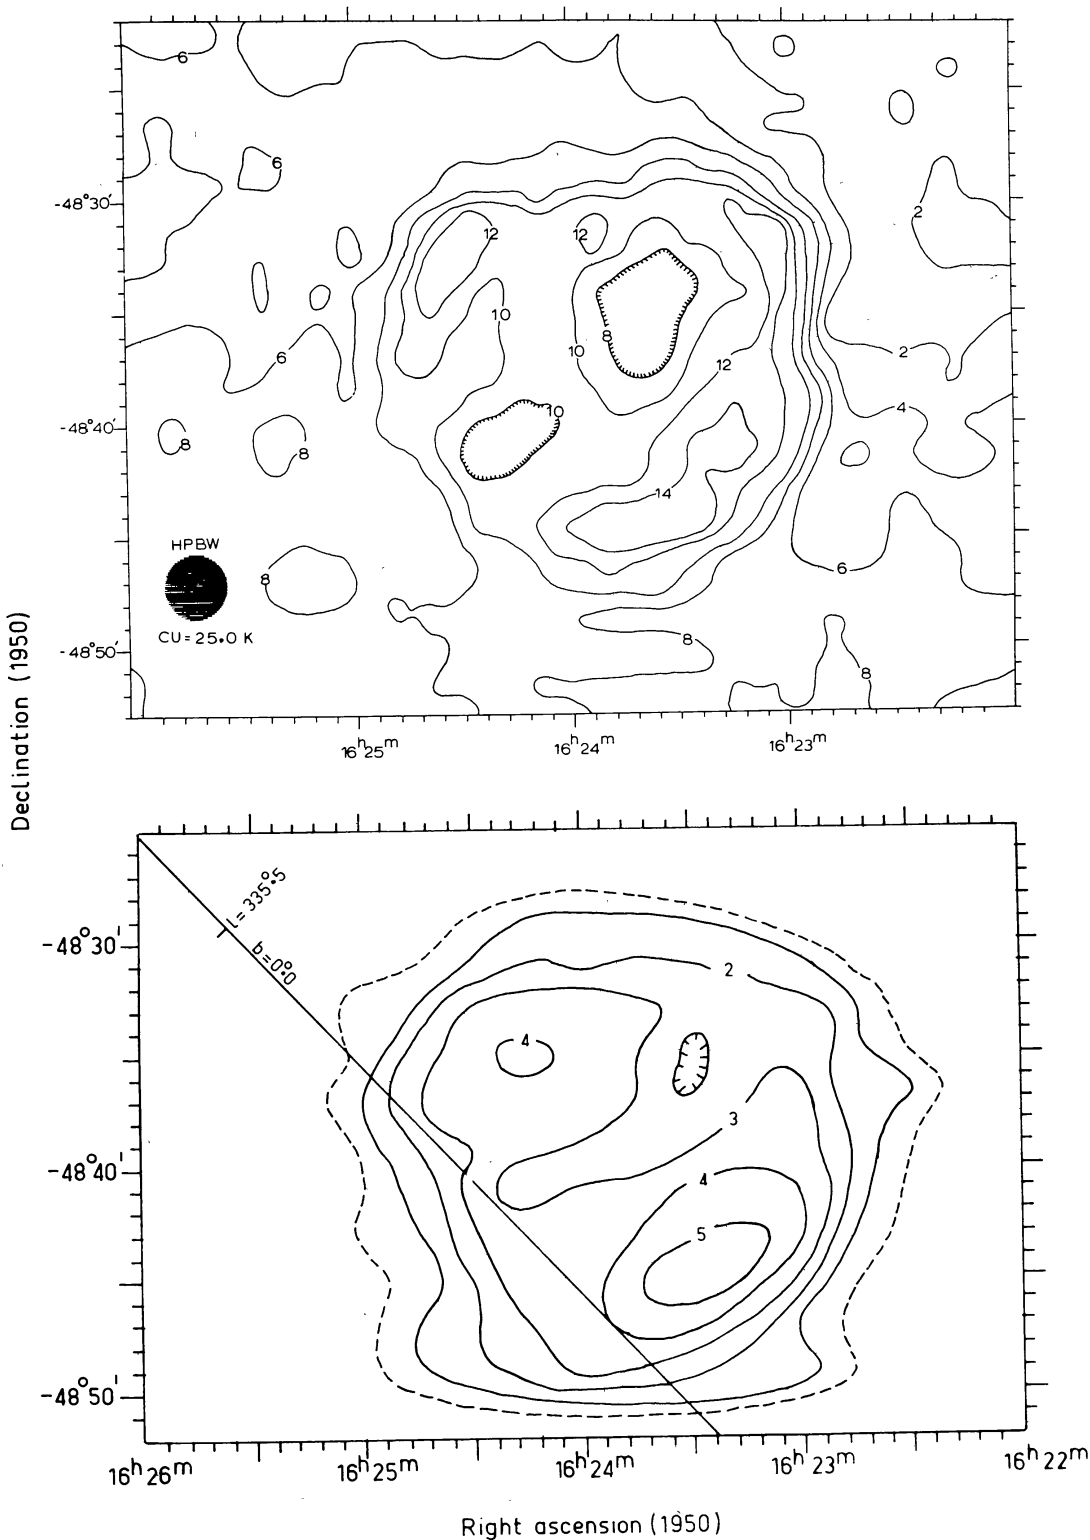 6
6
-48°30'
12
12
2
10
6
8
10
2
12
4
10
-48°40'
8
8
14
HPBW
8
6
CU=25.0 K
8
-48°50'
8
16h25m
16h24m
16h23m
Declination (1950)
l=335°.5
-48°30'
b=0°.0
2
4
3
-48°40'
4
5
-48°50'
16h26m
16h25m
16h24m
16h23m
16h22m
Right ascension (1950)